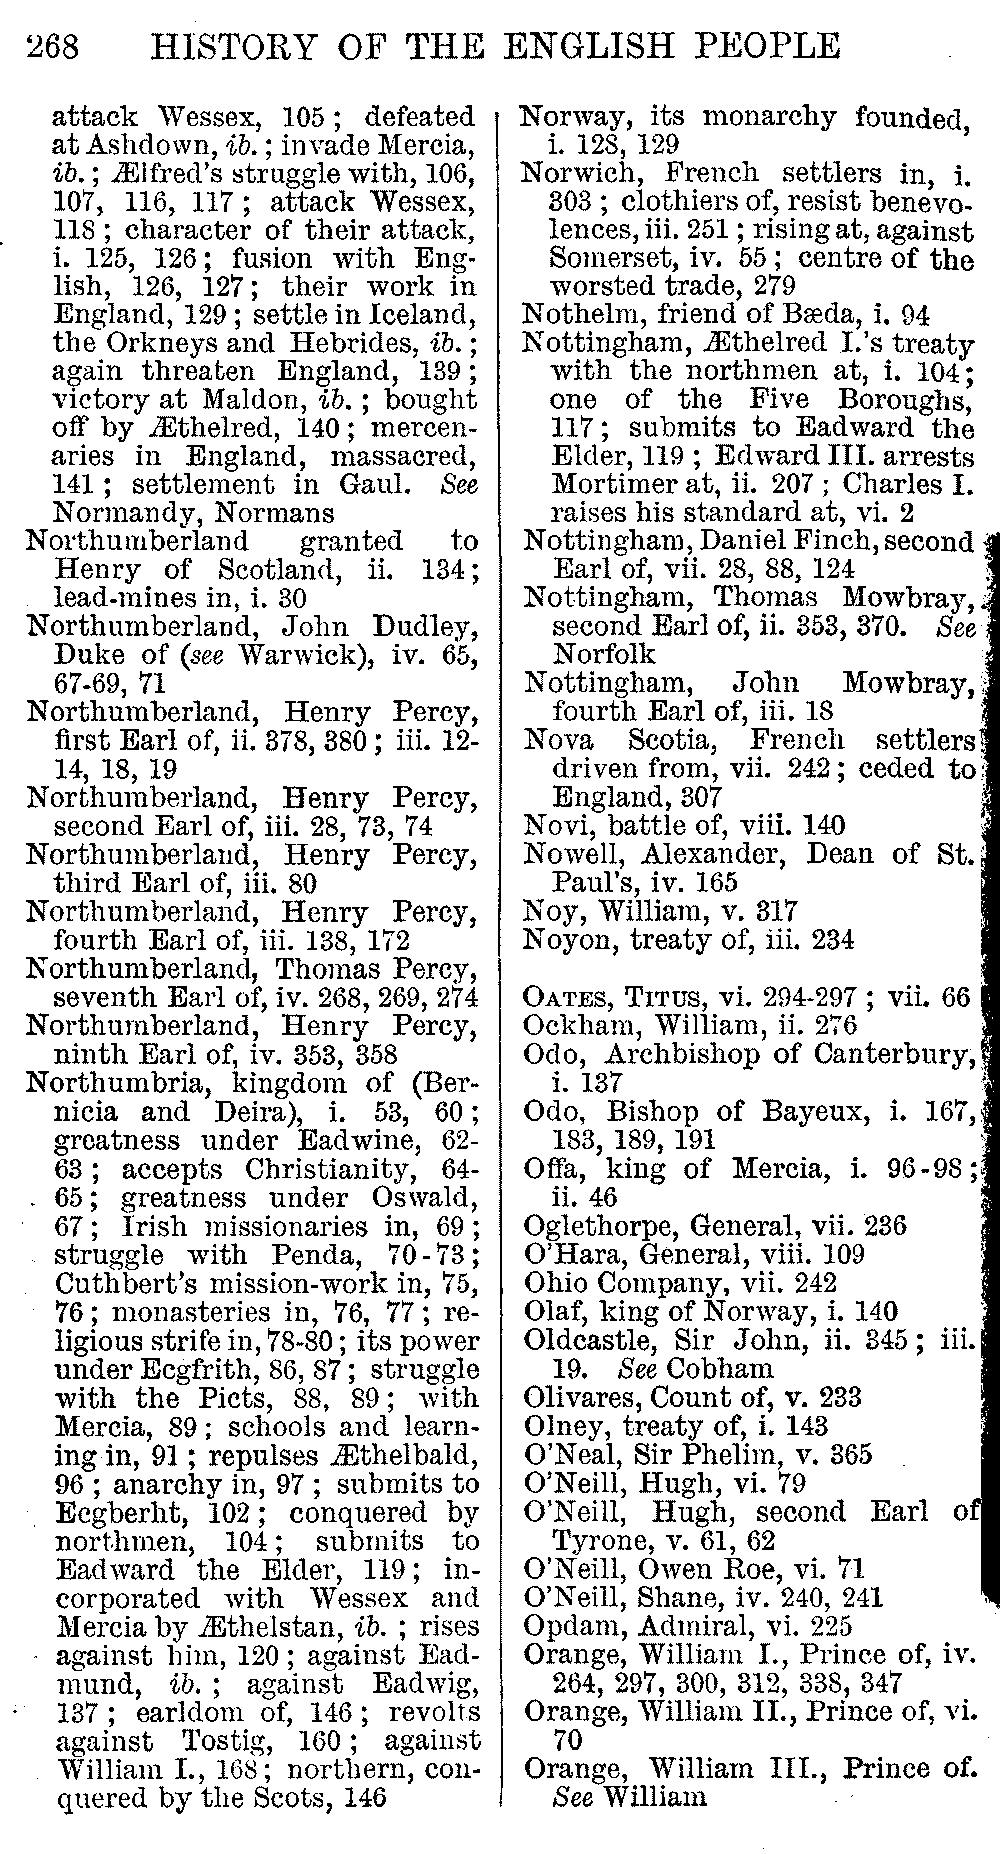 268 HISTORY OF THE ENGLISH PEOPLE
attack Wessex, 105 ; defeated
at Ashdown, ib. ; invade Mercia,
ib. ; Ælfred's struggle with, 106,
107, 116, 117 ; attack Wessex,
118 ; character of their attack,
i. 125, 126 ; fusion with Eng-
lish, 126, 127 ; their work in
England, 129 ; settle in Iceland,
the Orkneys and Hebrides, ib. ;
again threaten England, 139 ;
victory at Maldon, ib. ; bought
off by Æthelred, 140 ; mercen-
aries in England, massacred,
141 ; settlement in Gaul. See
Normandy, Normans
Northumberland granted to
Henry of Scotland, ii. 134 ;
lead-mines in, i. 30
Northumberland, John Dudley,
Duke of (see Warwick), iv. 65,
67-69, 71
Northumberland, Henry Percy,
first Earl of, ii. 378, 380 ; iii. 12-
14, 18, 19
Northumberland, Henry Percy,
second Earl of, iii. 28, 73, 74
Northumberland, Henry Percy,
third Earl of, iii. 80
Northumberland, Henry Percy,
fourth Earl of, iii. 138, 172
Northumberland, Thomas Percy,
seventh Earl of, iv. 268, 269, 274
Northumberland, Henry Percy,
ninth Earl of, iv. 353, 358
Northumbria, kingdom of (Ber-
nicia and Deira), i. 53, 60 ;
greatness under Eadwine, 62-
63 ; accepts Christianity, 64-
65 ; greatness under Oswald,
67 ; Irish missionaries in, 69 ;
struggle with Penda, 70-73 ;
Cuthbert's mission-work in, 75,
76 ; monasteries in, 76, 77 ; re-
ligious strife in, 78-80 ; its power
under Ecgfrith, 86, 87 ; struggle
with the Picts, 88, 89 ; with
Mercia, 89 ; schools and learn-
ing in, 91 ; repulses Æthelbald,
96 ; anarchy in, 97 ; submits to
Ecgberht, 102 ; conquered by
northmen, 104 ; submits to
Eadward the Elder, 119 ; in-
corporated with Wessex and
Mercia by Æthelstan, ib. ; rises
against him, 120 ; against Ead-
mund, ib. ; against Eadwig,
137 ; earldom of, 146 ; revolts
against Tostig, 160 ; against
William I., 168 ; northern, con-
quered by the Scots, 146
Norway, its monarchy founded,
i. 128, 129
Norwich, French settlers in, i.
303 ; clothiers of, resist benevo-
lences, iii. 251 ; rising at, against
Somerset, iv. 55 ; centre of the
worsted trade, 279
Nothelm, friend of Bæda, i. 94
Nottingham, Æthelred I.'s treaty
with the northmen at, i. 104 ;
one of the Five Boroughs,
117 ; submits to Eadward the
Elder, 119 ; Edward III. arrests
Mortimer at, ii. 207 ; Charles I.
raises his standard at, vi. 2
Nottingham, Daniel Finch, second
Earl of, vii. 28, 88, 124
Nottingham, Thomas Mowbray,
second Earl of, ii. 353, 370. See
Norfolk
Nottingham, John Mowbray,
fourth Earl of, iii. 18
Nova Scotia, French settlers
driven from, vii. 242 ; ceded to
England, 307
Novi, battle of, viii. 140
Nowell, Alexander, Dean of St.
Paul's, iv. 165
Noy, William, v. 317
Noyon, treaty of, iii. 234
OATES, TITUS, vi. 294-297 ; vii. 66
Ockham, William, ii. 276
Odo, Archbishop of Canterbury,
i. 137
Odo, Bishop of Bayeux, i. 167,
183, 189, 191
Offa, king of Mercia, i. 96-98 ;
ii. 46
Oglethorpe, General, vii. 236
O'Hara, General, viii. 109
Ohio Company, vii. 242
Olaf, king of Norway, i. 140
Oldcastle, Sir John, ii. 345 ; iii.
19. See Cobham
Olivares, Count of, v. 233
Olney, treaty of, i. 143
O'Neal, Sir Phelim, v. 365
O'Neill, Hugh, vi. 79
O'Neill, Hugh, second Earl of
Tyrone, v. 61, 62
O'Neill, Owen Roe, vi. 71
O'Neill, Shane, iv. 240, 241
Opdam, Admiral, vi. 225
Orange, William I., Prince of, iv.
264, 297, 300, 312, 338, 347
Orange, William II., Prince of, vi.
70
Orange, William III., Prince of.
See William